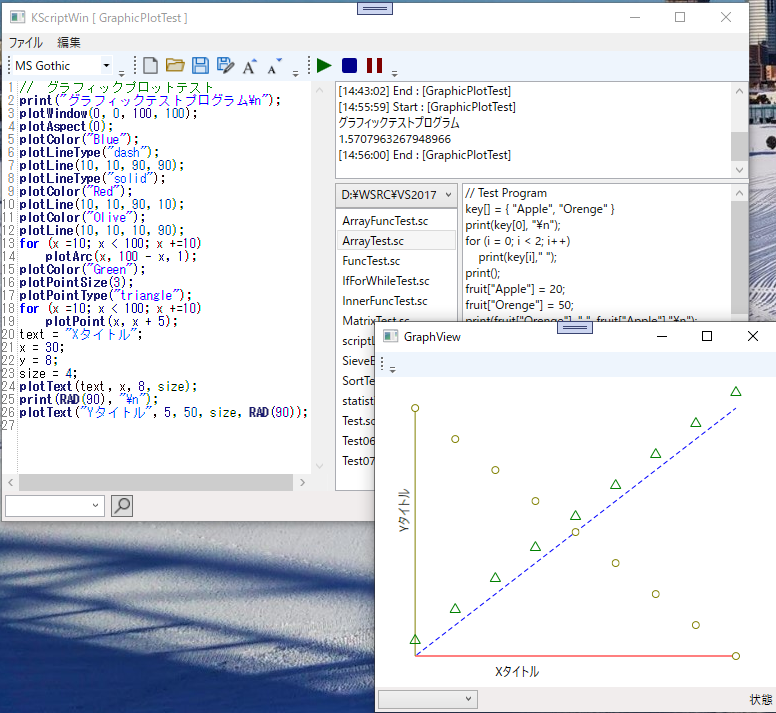 KScriptWin [ GraphicPlotTest ]
ファイル 編集
MS Gothic
1 // グラフィックプロットテスト
2 print("グラフィックテストプログラム¥n");
3 plotWindow(0, 0, 100, 100);
4 plotAspect(0);
5 plotColor("Blue");
6 plotLineType("dash");
7 plotLine(10, 10, 90, 90);
8 plotLineType("solid");
9 plotColor("Red");
10 plotLine(10, 10, 90, 10);
11 plotColor("Olive");
12 plotLine(10, 10, 10, 90);
13 for (x =10; x < 100; x +=10)
14 plotArc(x, 100 - x, 1);
15 plotColor("Green");
16 plotPointSize(3);
17 plotPointType("triangle");
18 for (x =10; x < 100; x +=10)
19 plotPoint(x, x + 5);
20 text = "Xタイトル";
21 x = 30;
22 y = 8;
23 size = 4;
24 plotText(text, x, 8, size);
25 print(RAD(90), "¥n");
26 plotText("Yタイトル", 5, 50, size, RAD(90));
27
[14:43:02] End : [GraphicPlotTest]
[14:55:59] Start : [GraphicPlotTest]
グラフィックテストプログラム
1.5707963267948966
[14:56:00] End : [GraphicPlotTest]
D:¥WSRC¥VS2017
ArrayFuncTest.sc
ArrayTest.sc
FuncTest.sc
IfForWhileTest.sc
InnerFuncTest.sc
MatrixTest.sc
scriptL
SieveE
SortTe
statist
Test.sc
Test06
Test07
// Test Program
key[] = { "Apple", "Orenge" }
print(key[0], "¥n");
for (i = 0; i < 2; i++)
print(key[i]," ");
print();
fruit["Apple"] = 20;
fruit["Orenge"] = 50;
print(fruit["Orenge"], " ", fruit["Apple"],"¥n");
GraphView
Yタイトル
Xタイトル
状態